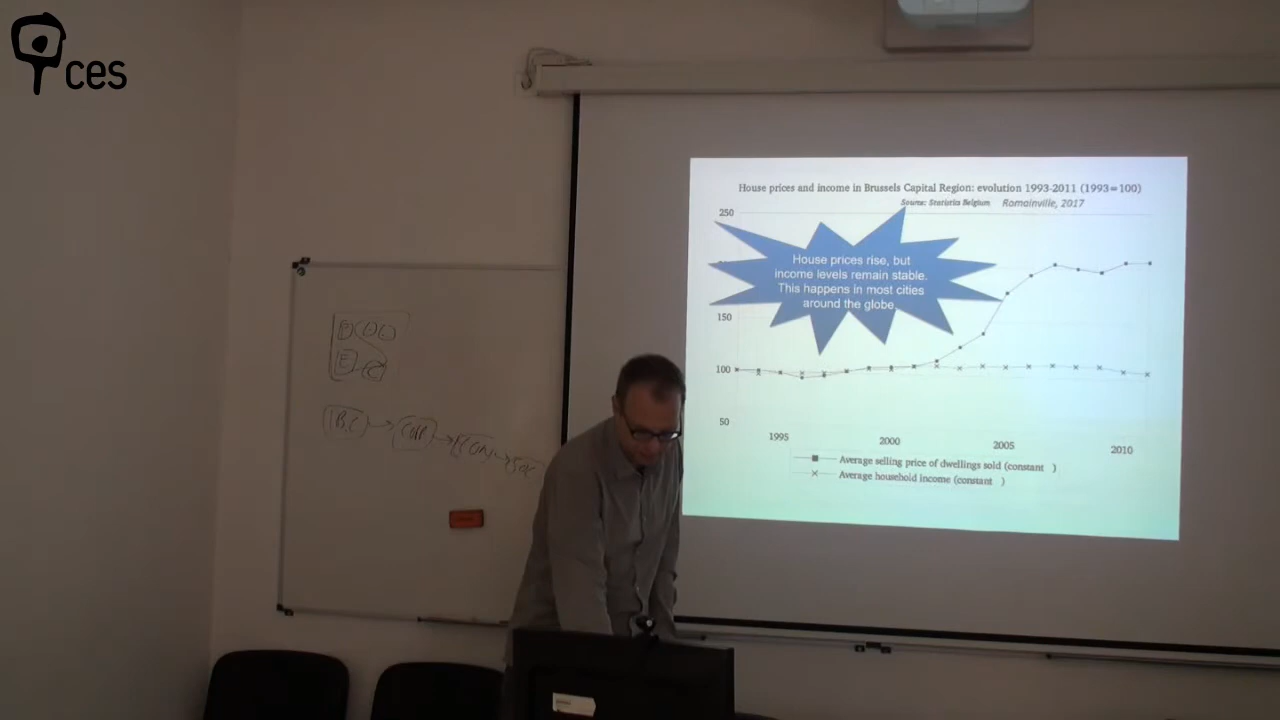 ces
House prices and income in Brussels Capital Region: evolution 1993-2011 (1993=100)
Source: Statistics Belgium Romainville, 2017
250
House prices rise, but
income levels remain stable.
This happens in most cities
around the globe.
150
100
50
1995
2000
2005
2010
Average selling price of dwellings sold (constant )
Average household income (constant )